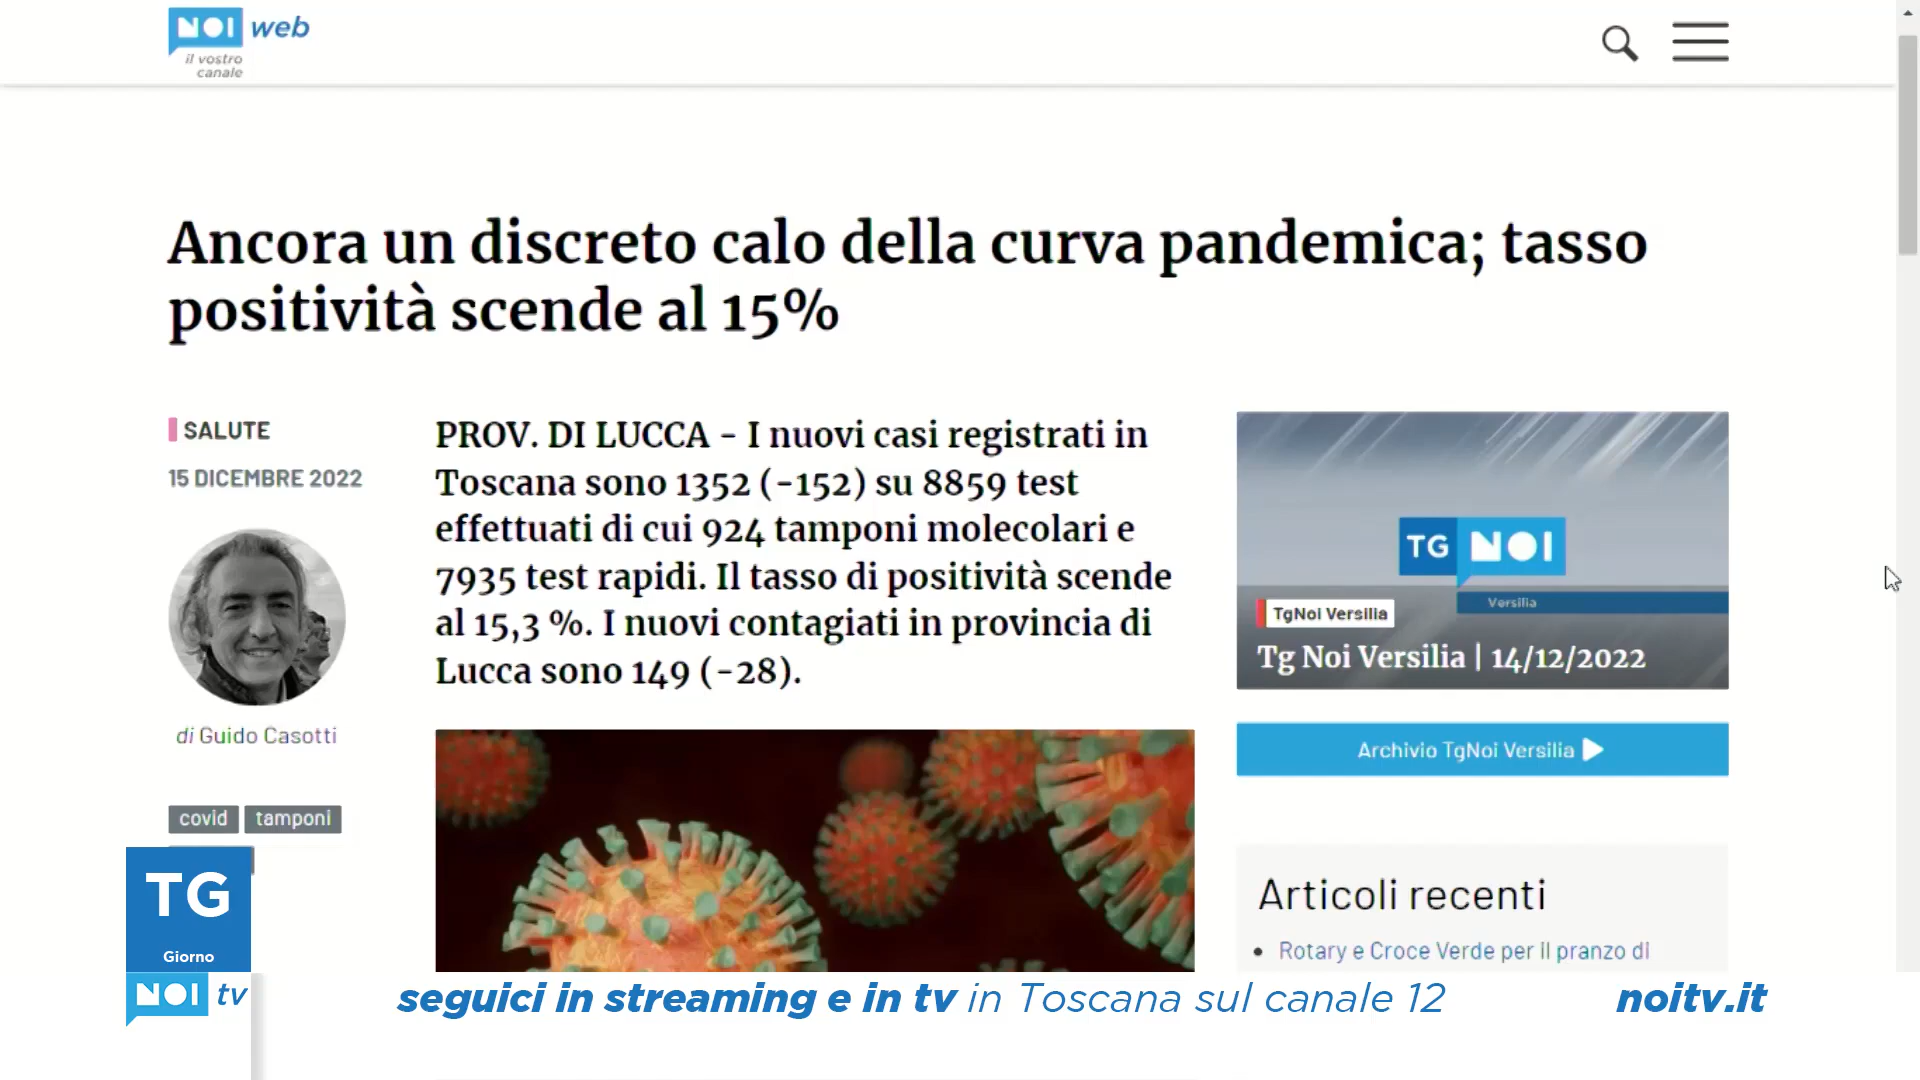 NOI web
il vostro
canale
Ancora un discreto calo della curva pandemica; tasso
positività scende al 15%
SALUTE
15 DICEMBRE 2022
di Guido Casotti
covid tamponi
PROV. DI LUCCA - I nuovi casi registrati in
Toscana sono 1352 (-152) su 8859 test
effettuati di cui 924 tamponi molecolari e
7935 test rapidi. Il tasso di positività scende
al 15,3 %. I nuovi contagiati in provincia di
Lucca sono 149 (-28).
TG NOI
Versilia
TgNoi Versilia
Tg Noi Versilia | 14/12/2022
Archivio TgNoi Versilia
Articoli recenti
Rotary e Croce Verde per il pranzo di
TG
Giorno
NOI tv
seguici in streaming e in tv in Toscana sul canale 12
noitv.it